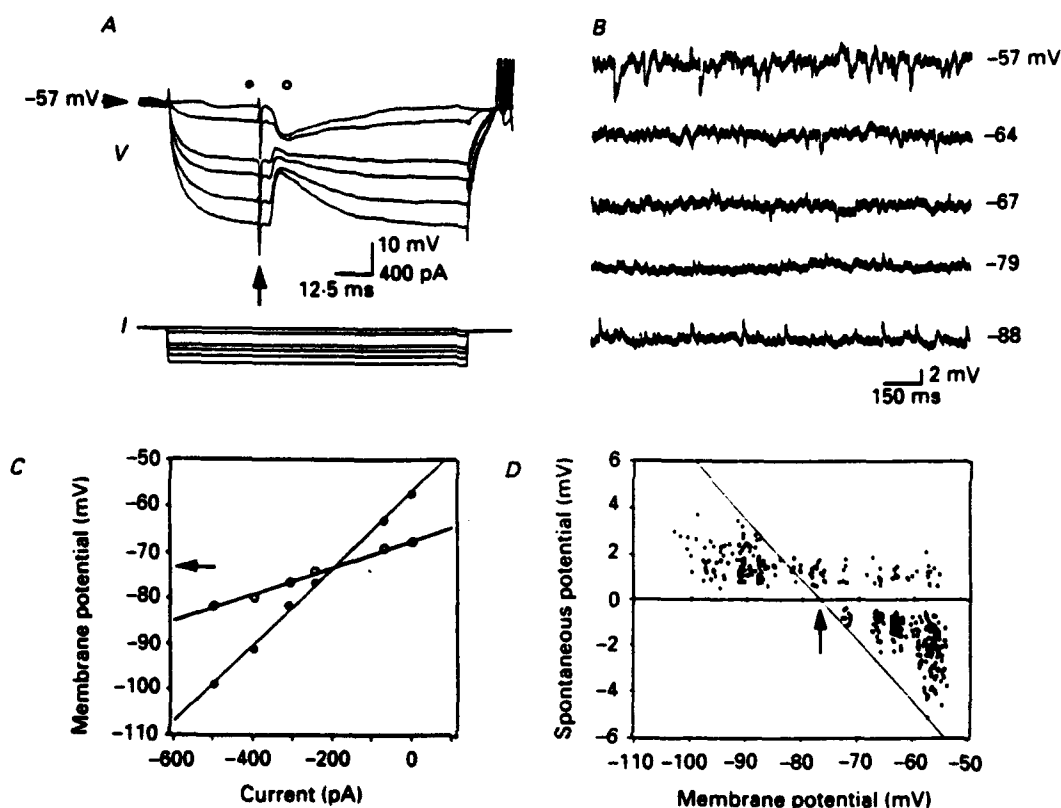 A
−57 mV
V
10 mV
400 pA
12·5 ms
I
B
−57 mV
−64
−67
−79
−88
2 mV
150 ms
C
Membrane potential (mV)
−50
−60
−70
−80
−90
−100
−110
−600 −400 −200 0
Current (pA)
D
Spontaneous potential (mV)
6
4
2
0
−2
−4
−6
−110 −100 −90 −80 −70 −60 −50
Membrane potential (mV)